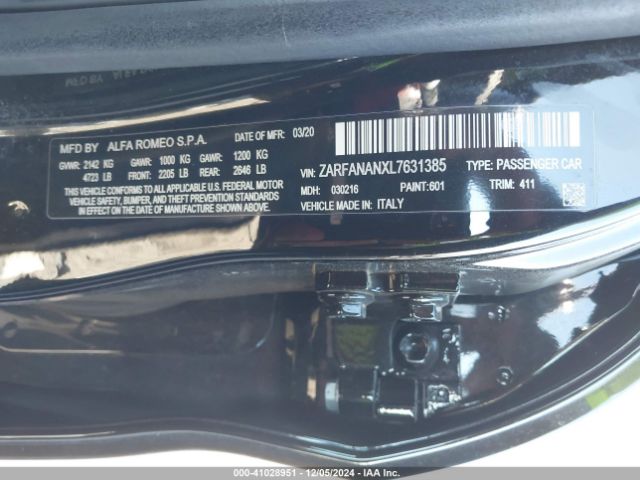 MFD BY ALFA ROMEO S.P.A. DATE OF MFR: 03/20
GVWR: 2142 KG GAWR: 1000 KG GAWR: 1200 KG
4723 LB FRONT: 2205 LB REAR: 2646 LB
THIS VEHICLE CONFORMS TO ALL APPLICABLE U.S. FEDERAL MOTOR
VEHICLE SAFETY, BUMPER, AND THEFT PREVENTION STANDARDS
IN EFFECT ON THE DATE OF MANUFACTURE SHOWN ABOVE.
VIN: ZARFANANXL7631385 TYPE: PASSENGER CAR
MDH: 030216 PAINT:601 TRIM: 411
VEHICLE MADE IN: ITALY
000-41028951 - 12/05/2024 - IAA Inc.